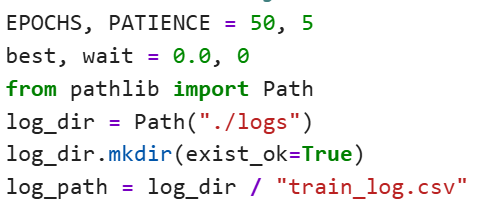 EPOCHS, PATIENCE = 50, 5
best, wait = 0.0, 0
from pathlib import Path
log_dir = Path("./logs")
log_dir.mkdir(exist_ok=True)
log_path = log_dir / "train_log.csv"